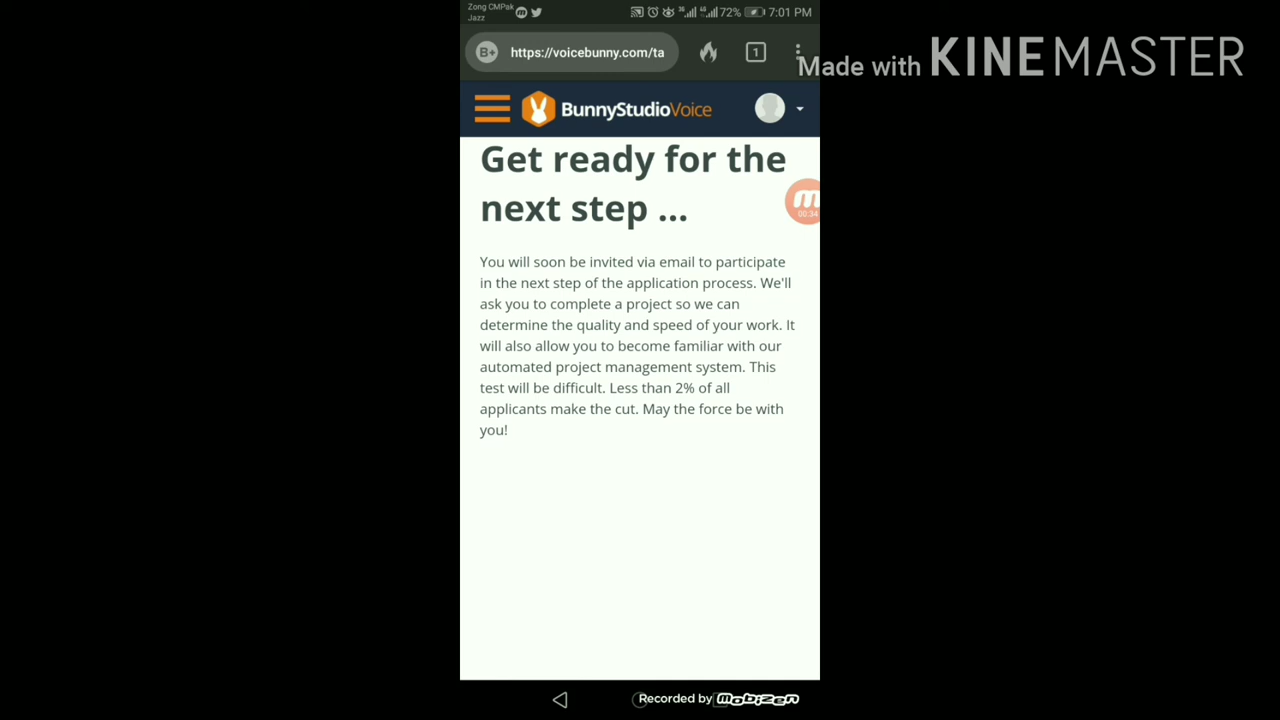 Zong CMPak
Jazz
3G 4G 72% 7:01 PM
B+ https://voicebunny.com/ta 1
Made with KINEMASTER
BunnyStudioVoice
Get ready for the
next step ...
00:34
You will soon be invited via email to participate
in the next step of the application process. We'll
ask you to complete a project so we can
determine the quality and speed of your work. It
will also allow you to become familiar with our
automated project management system. This
test will be difficult. Less than 2% of all
applicants make the cut. May the force be with
you!
Recorded by mobizen